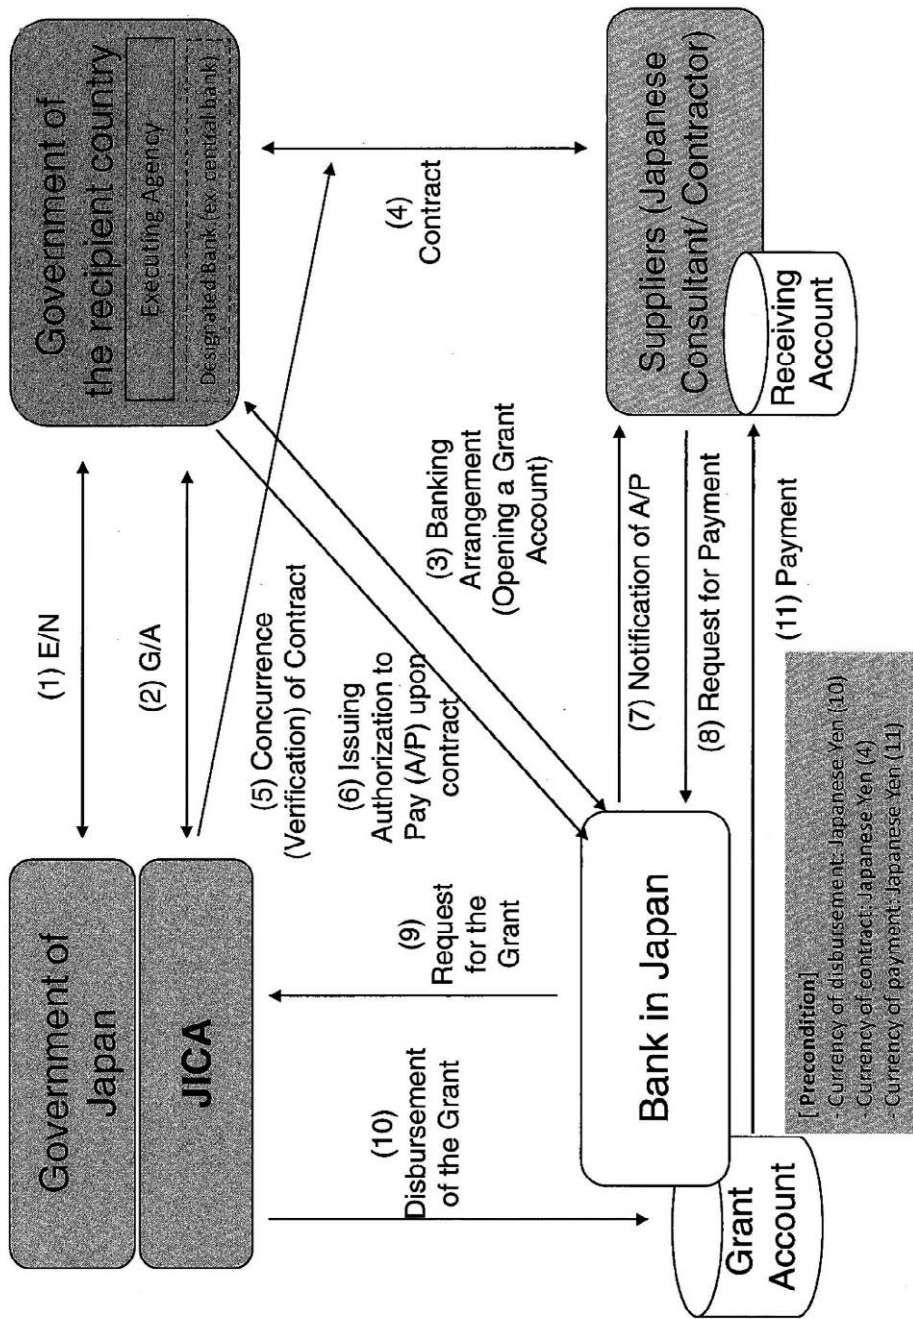 Government of
Japan
JICA
Government of
the recipient country
Executing Agency
Designated Bank (ex cental bank)
(1) E/N
(2) G/A
(5) Concurrence
(Verification) of Contract
(6) Issuing
Authorization to
Pay (A/P) upon
contract
(3) Banking
Arrangement
(Opening a Grant
Account)
(4)
Contract
(9)
Request
for the
Grant
(10)
Disbursement
of the Grant
Bank in Japan
Grant
Account
(7) Notification of A/P
(8) Request for Payment
(11) Payment
Suppliers (Japanese
Consultant/ Contractor)
Receiving
Account
[Precondition]
- Currency of disbursement: Japanese Yen (10)
- Currency of contract: Japanese Yen (4)
- Currency of payment: Japanese Yen (11)